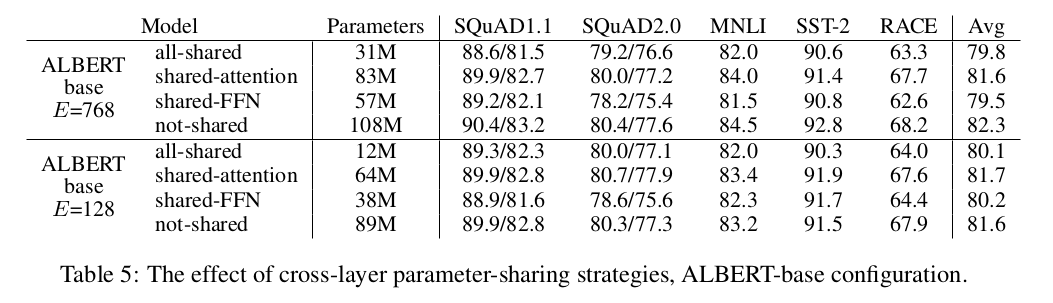 Model Parameters SQuAD1.1 SQuAD2.0 MNLI SST-2 RACE Avg
ALBERT base E=768
all-shared 31M 88.6/81.5 79.2/76.6 82.0 90.6 63.3 79.8
shared-attention 83M 89.9/82.7 80.0/77.2 84.0 91.4 67.7 81.6
shared-FFN 57M 89.2/82.1 78.2/75.4 81.5 90.8 62.6 79.5
not-shared 108M 90.4/83.2 80.4/77.6 84.5 92.8 68.2 82.3
ALBERT base E=128
all-shared 12M 89.3/82.3 80.0/77.1 82.0 90.3 64.0 80.1
shared-attention 64M 89.9/82.8 80.7/77.9 83.4 91.9 67.6 81.7
shared-FFN 38M 88.9/81.6 78.6/75.6 82.3 91.7 64.4 80.2
not-shared 89M 89.9/82.8 80.3/77.3 83.2 91.5 67.9 81.6
Table 5: The effect of cross-layer parameter-sharing strategies, ALBERT-base configuration.